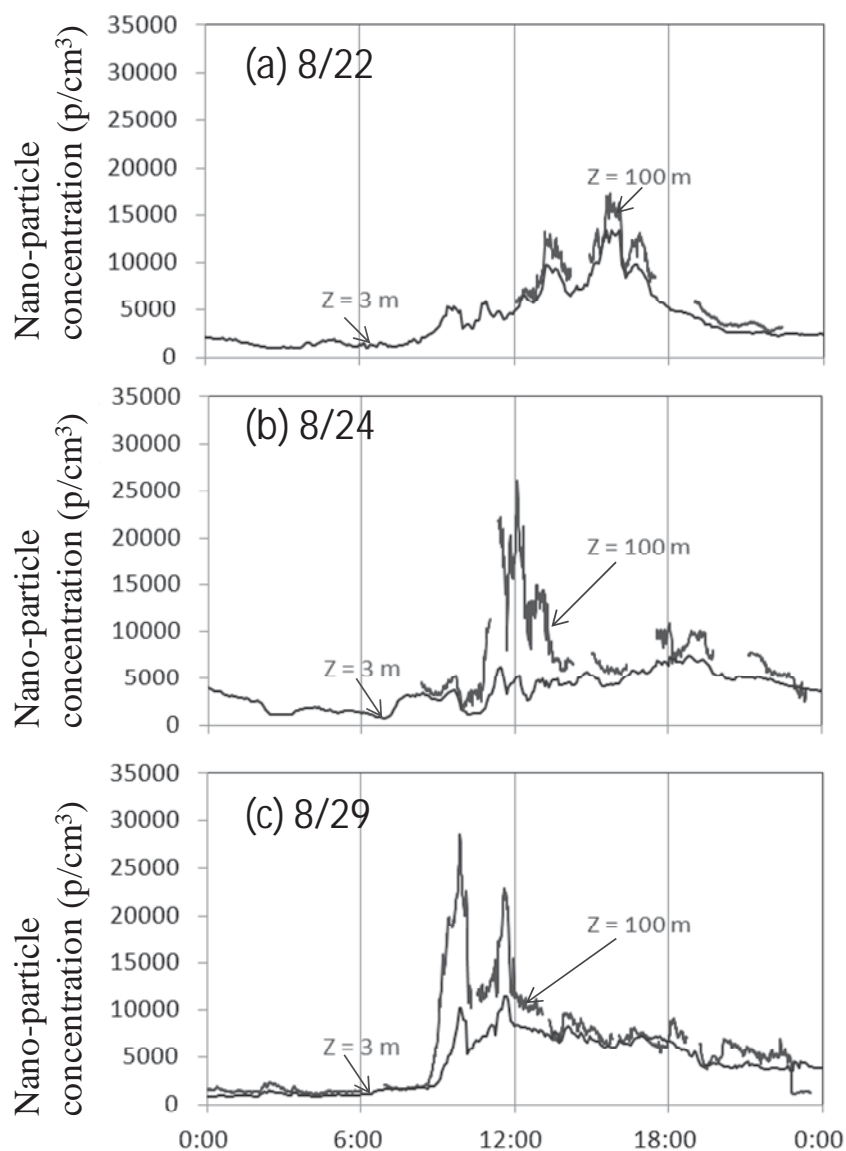 Nano-particle
concentration (p/cm³)
35000
30000
25000
20000
15000
10000
5000
0
(a) 8/22
Z = 100 m
Z = 3 m
Nano-particle
concentration (p/cm³)
35000
30000
25000
20000
15000
10000
5000
0
(b) 8/24
Z = 100 m
Z = 3 m
Nano-particle
concentration (p/cm³)
35000
30000
25000
20000
15000
10000
5000
0
(c) 8/29
Z = 100 m
Z = 3 m
0:00 6:00 12:00 18:00 0:00